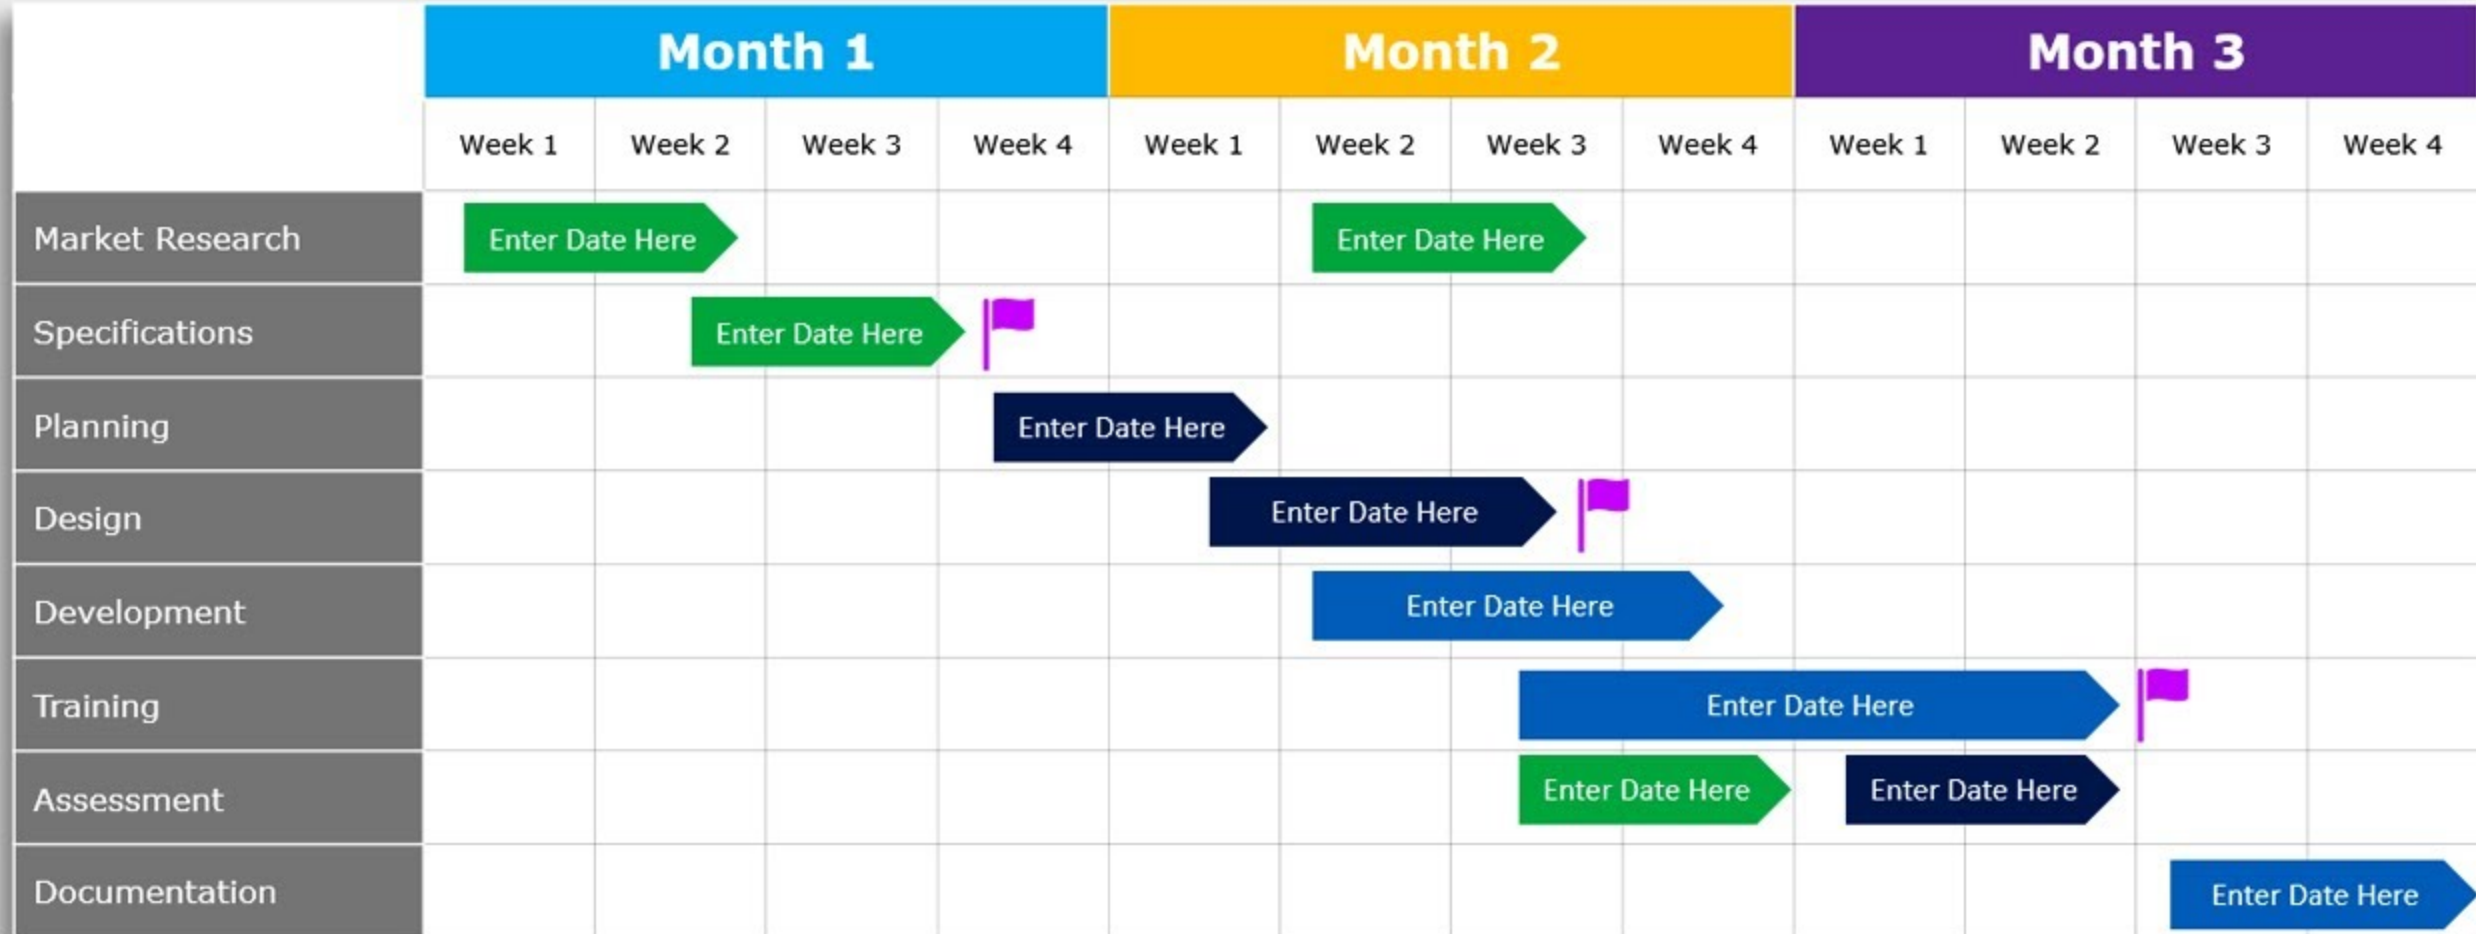 Month 1 Month 2 Month 3
Week 1 Week 2 Week 3 Week 4 Week 1 Week 2 Week 3 Week 4 Week 1 Week 2 Week 3 Week 4
Market Research Enter Date Here Enter Date Here
Specifications Enter Date Here
Planning Enter Date Here
Design Enter Date Here
Development Enter Date Here
Training Enter Date Here
Assessment Enter Date Here Enter Date Here
Documentation Enter Date Here